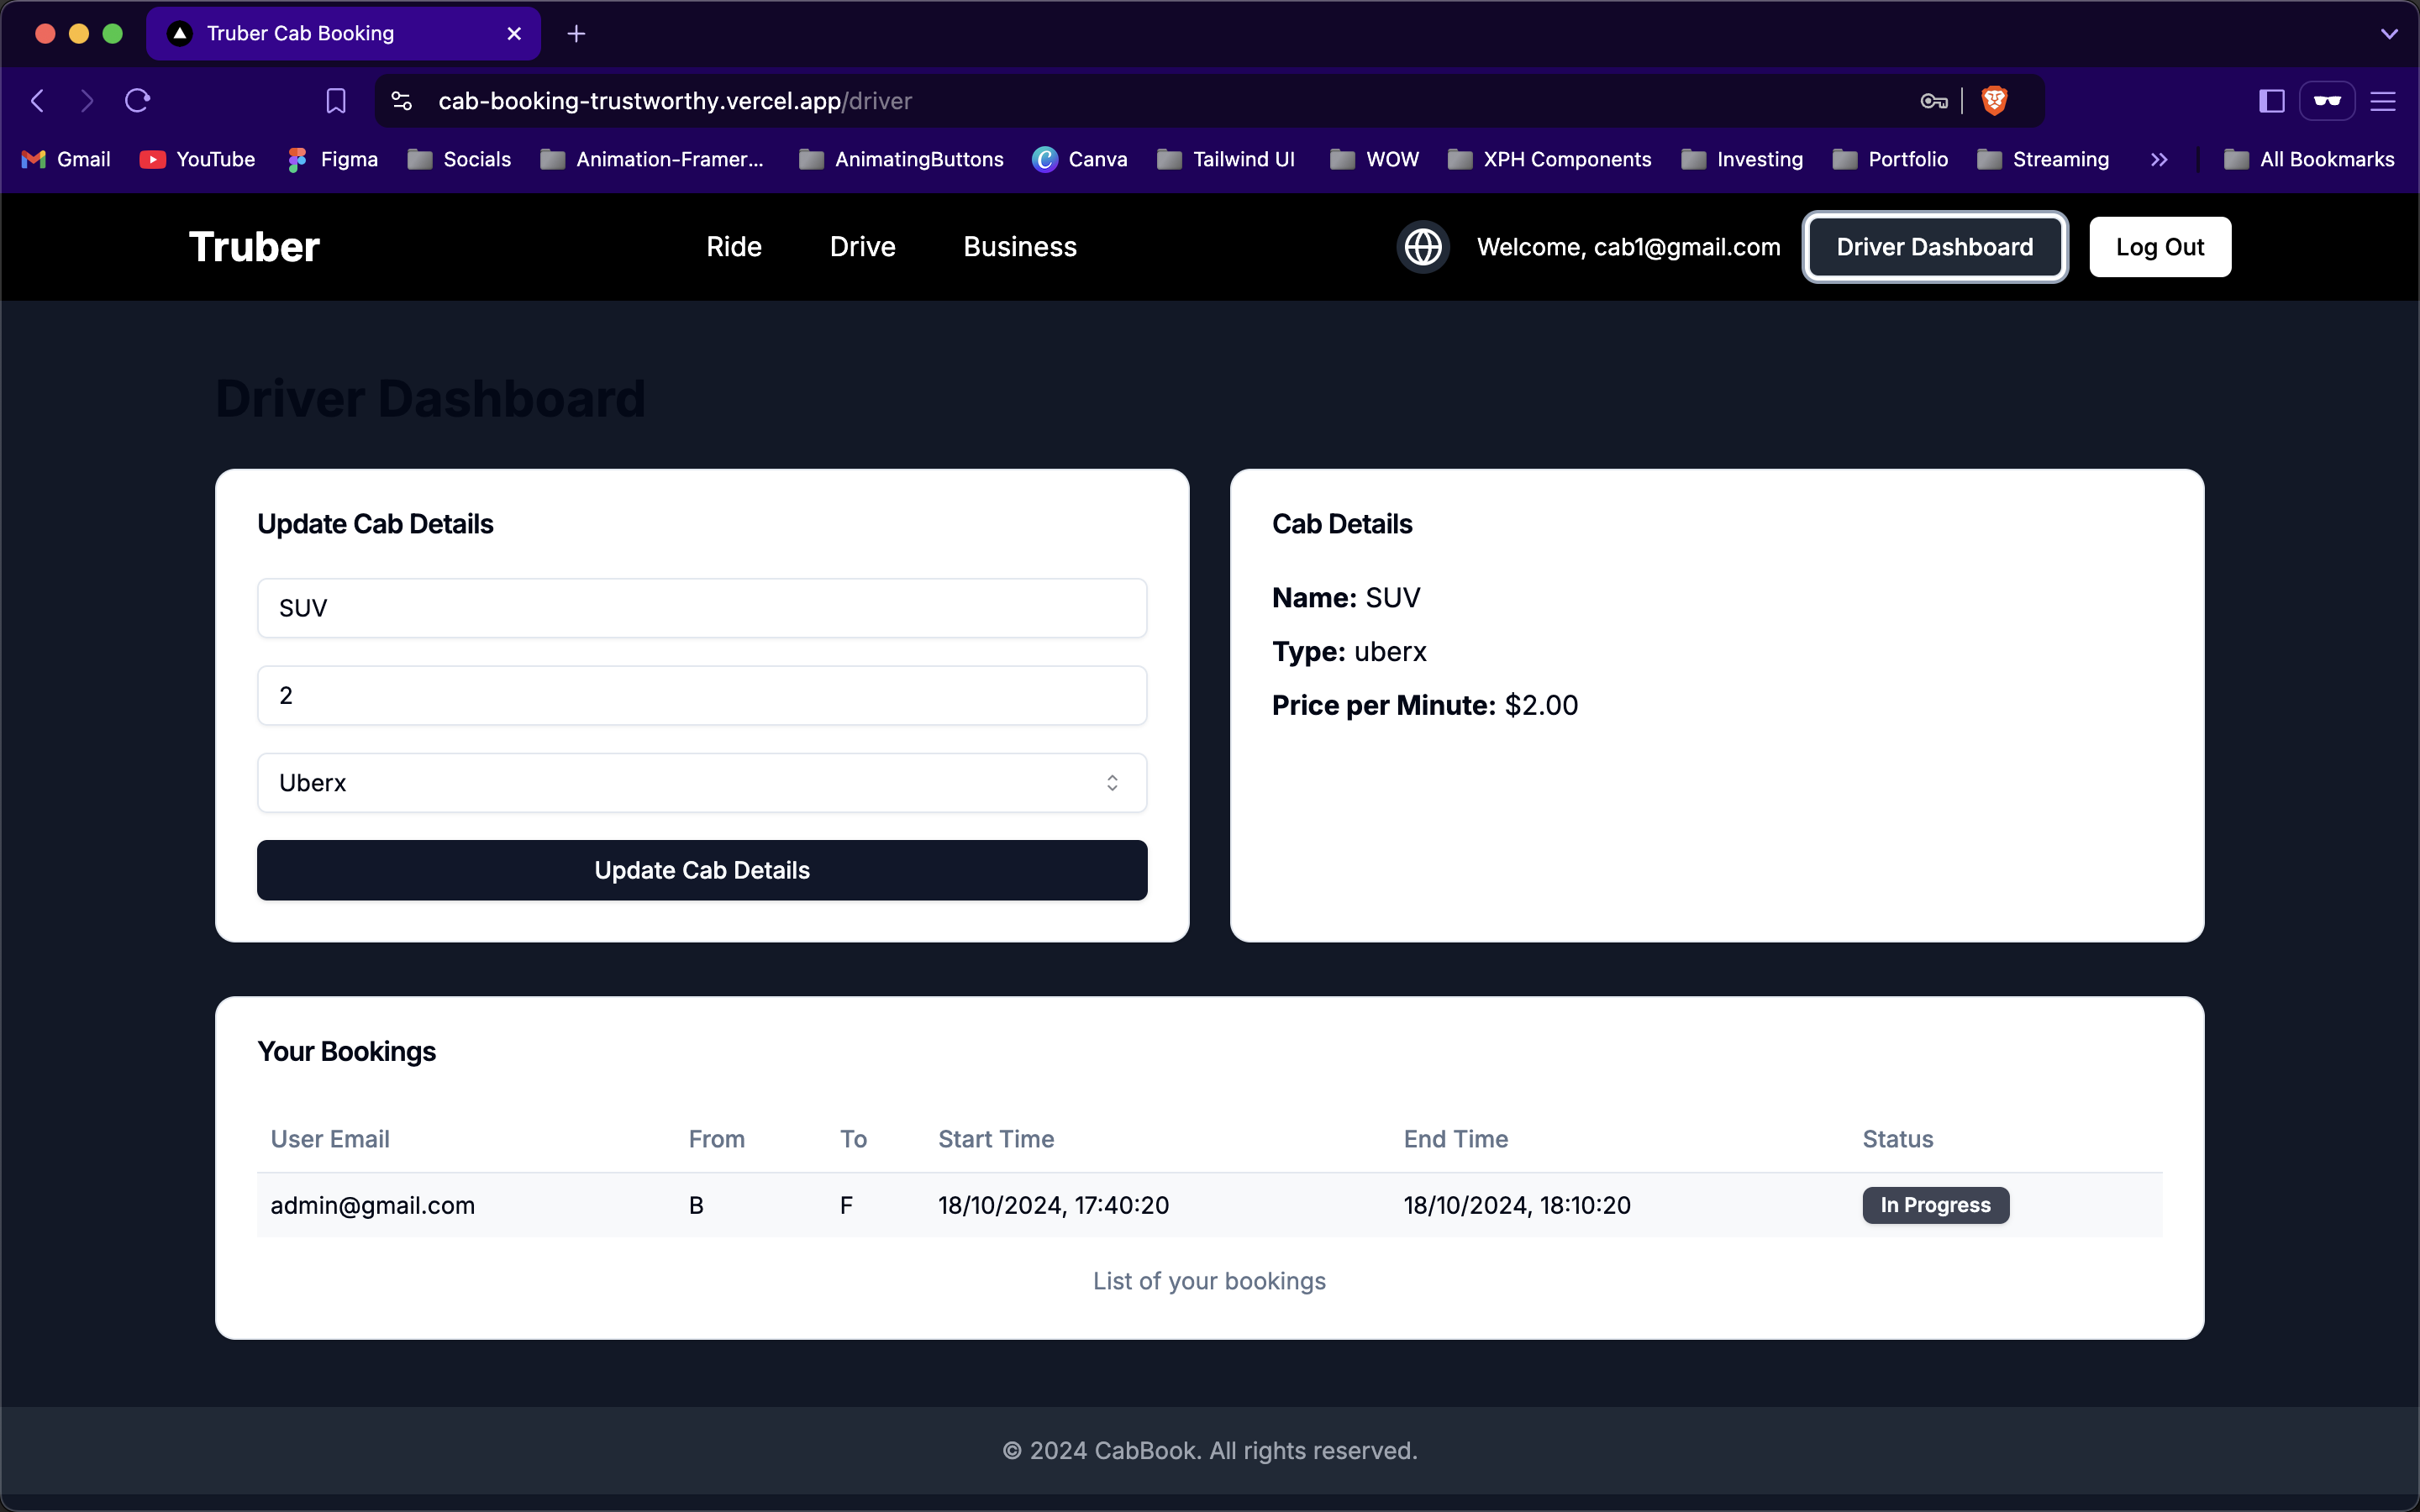 Truber Cab Booking
cab-booking-trustworthy.vercel.app/driver
Gmail YouTube Figma Socials Animation-Framer... AnimatingButtons Canva Tailwind UI WOW XPH Components Investing Portfolio Streaming All Bookmarks
Truber Ride Drive Business Welcome, cab1@gmail.com Driver Dashboard Log Out
Driver Dashboard
Update Cab Details
SUV
2
Uberx
Update Cab Details
Cab Details
Name: SUV
Type: uberx
Price per Minute: $2.00
Your Bookings
User Email From To Start Time End Time Status
admin@gmail.com B F 18/10/2024, 17:40:20 18/10/2024, 18:10:20 In Progress
List of your bookings
© 2024 CabBook. All rights reserved.